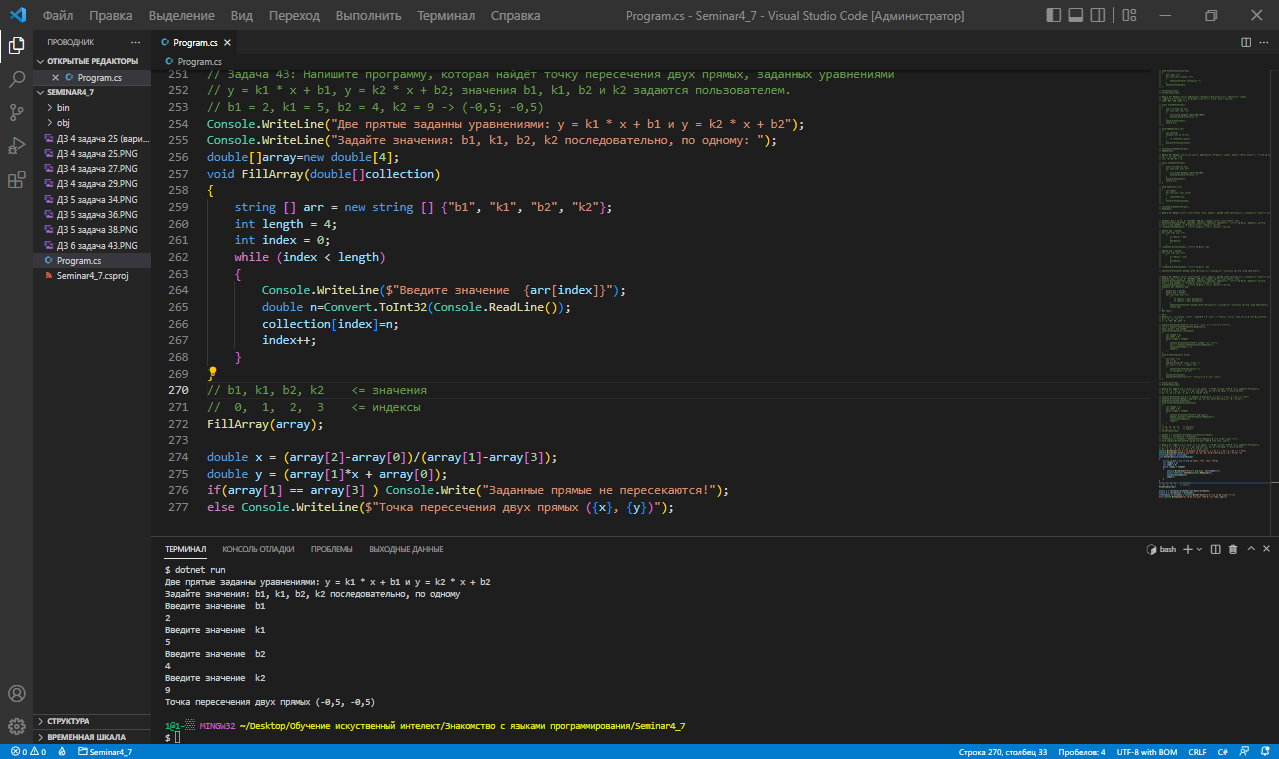 Файл Правка Выделение Вид Переход Выполнить Терминал Справка Program.cs - Seminar4_7 - Visual Studio Code [Администратор]
ПРОВОДНИК
ОТКРЫТЫЕ РЕДАКТОРЫ
Program.cs
SEMINAR4_7
bin
obj
ДЗ 4 задача 25 (вари...
ДЗ 4 задача 25.PNG
ДЗ 4 задача 27.PNG
ДЗ 4 задача 29.PNG
ДЗ 5 задача 34.PNG
ДЗ 5 задача 36.PNG
ДЗ 5 задача 38.PNG
ДЗ 6 задача 43.PNG
Program.cs
Seminar4_7.csproj
СТРУКТУРА
ВРЕМЕННАЯ ШКАЛА
Program.cs
Program.cs
251 // Задача 43: Напишите программу, которая найдёт точку пересечения двух прямых, заданных уравнениями
252 // y = k1 * x + b1, y = k2 * x + b2; значения b1, k1, b2 и k2 задаются пользователем.
253 // b1 = 2, k1 = 5, b2 = 4, k2 = 9 -> (-0,5; -0,5)
254 Console.WriteLine("Две прятые заданны уравнениями: y = k1 * x + b1 и y = k2 * x + b2");
255 Console.WriteLine("Задайте значения: b1, k1, b2, k2 последовательно, по одному: ");
256 double[]array=new double[4];
257 void FillArray(double[]collection)
258 {
259 string [] arr = new string [] {"b1", "k1", "b2", "k2"};
260 int length = 4;
261 int index = 0;
262 while (index < length)
263 {
264 Console.WriteLine($"Введите значение  {arr[index]}");
265 double n=Convert.ToInt32(Console.ReadLine());
266 collection[index]=n;
267 index++;
268 }
269 }
270 // b1, k1, b2, k2    <= значения
271 //  0,  1,  2,  3    <= индексы
272 FillArray(array);
273
274 double x = (array[2]-array[0])/(array[1]-array[3]);
275 double y = (array[1]*x + array[0]);
276 if(array[1] == array[3] ) Console.Write("Заданные прямые не пересекаются!");
277 else Console.WriteLine($"Точка пересечения двух прямых ({x}, {y})");
ТЕРМИНАЛ КОНСОЛЬ ОТЛАДКИ ПРОБЛЕМЫ ВЫХОДНЫЕ ДАННЫЕ bash
$ dotnet run
Две прятые заданны уравнениями: y = k1 * x + b1 и y = k2 * x + b2
Задайте значения: b1, k1, b2, k2 последовательно, по одному
Введите значение  b1
2
Введите значение  k1
5
Введите значение  b2
4
Введите значение  k2
9
Точка пересечения двух прямых (-0,5, -0,5)
1@1- MINGW32 ~/Desktop/Обучение искуственый интелект/Знакомство с языками программирования/Seminar4_7
$
0 0 Seminar4_7 Строка 270, столбец 33 Пробелов: 4 UTF-8 with BOM CRLF C#